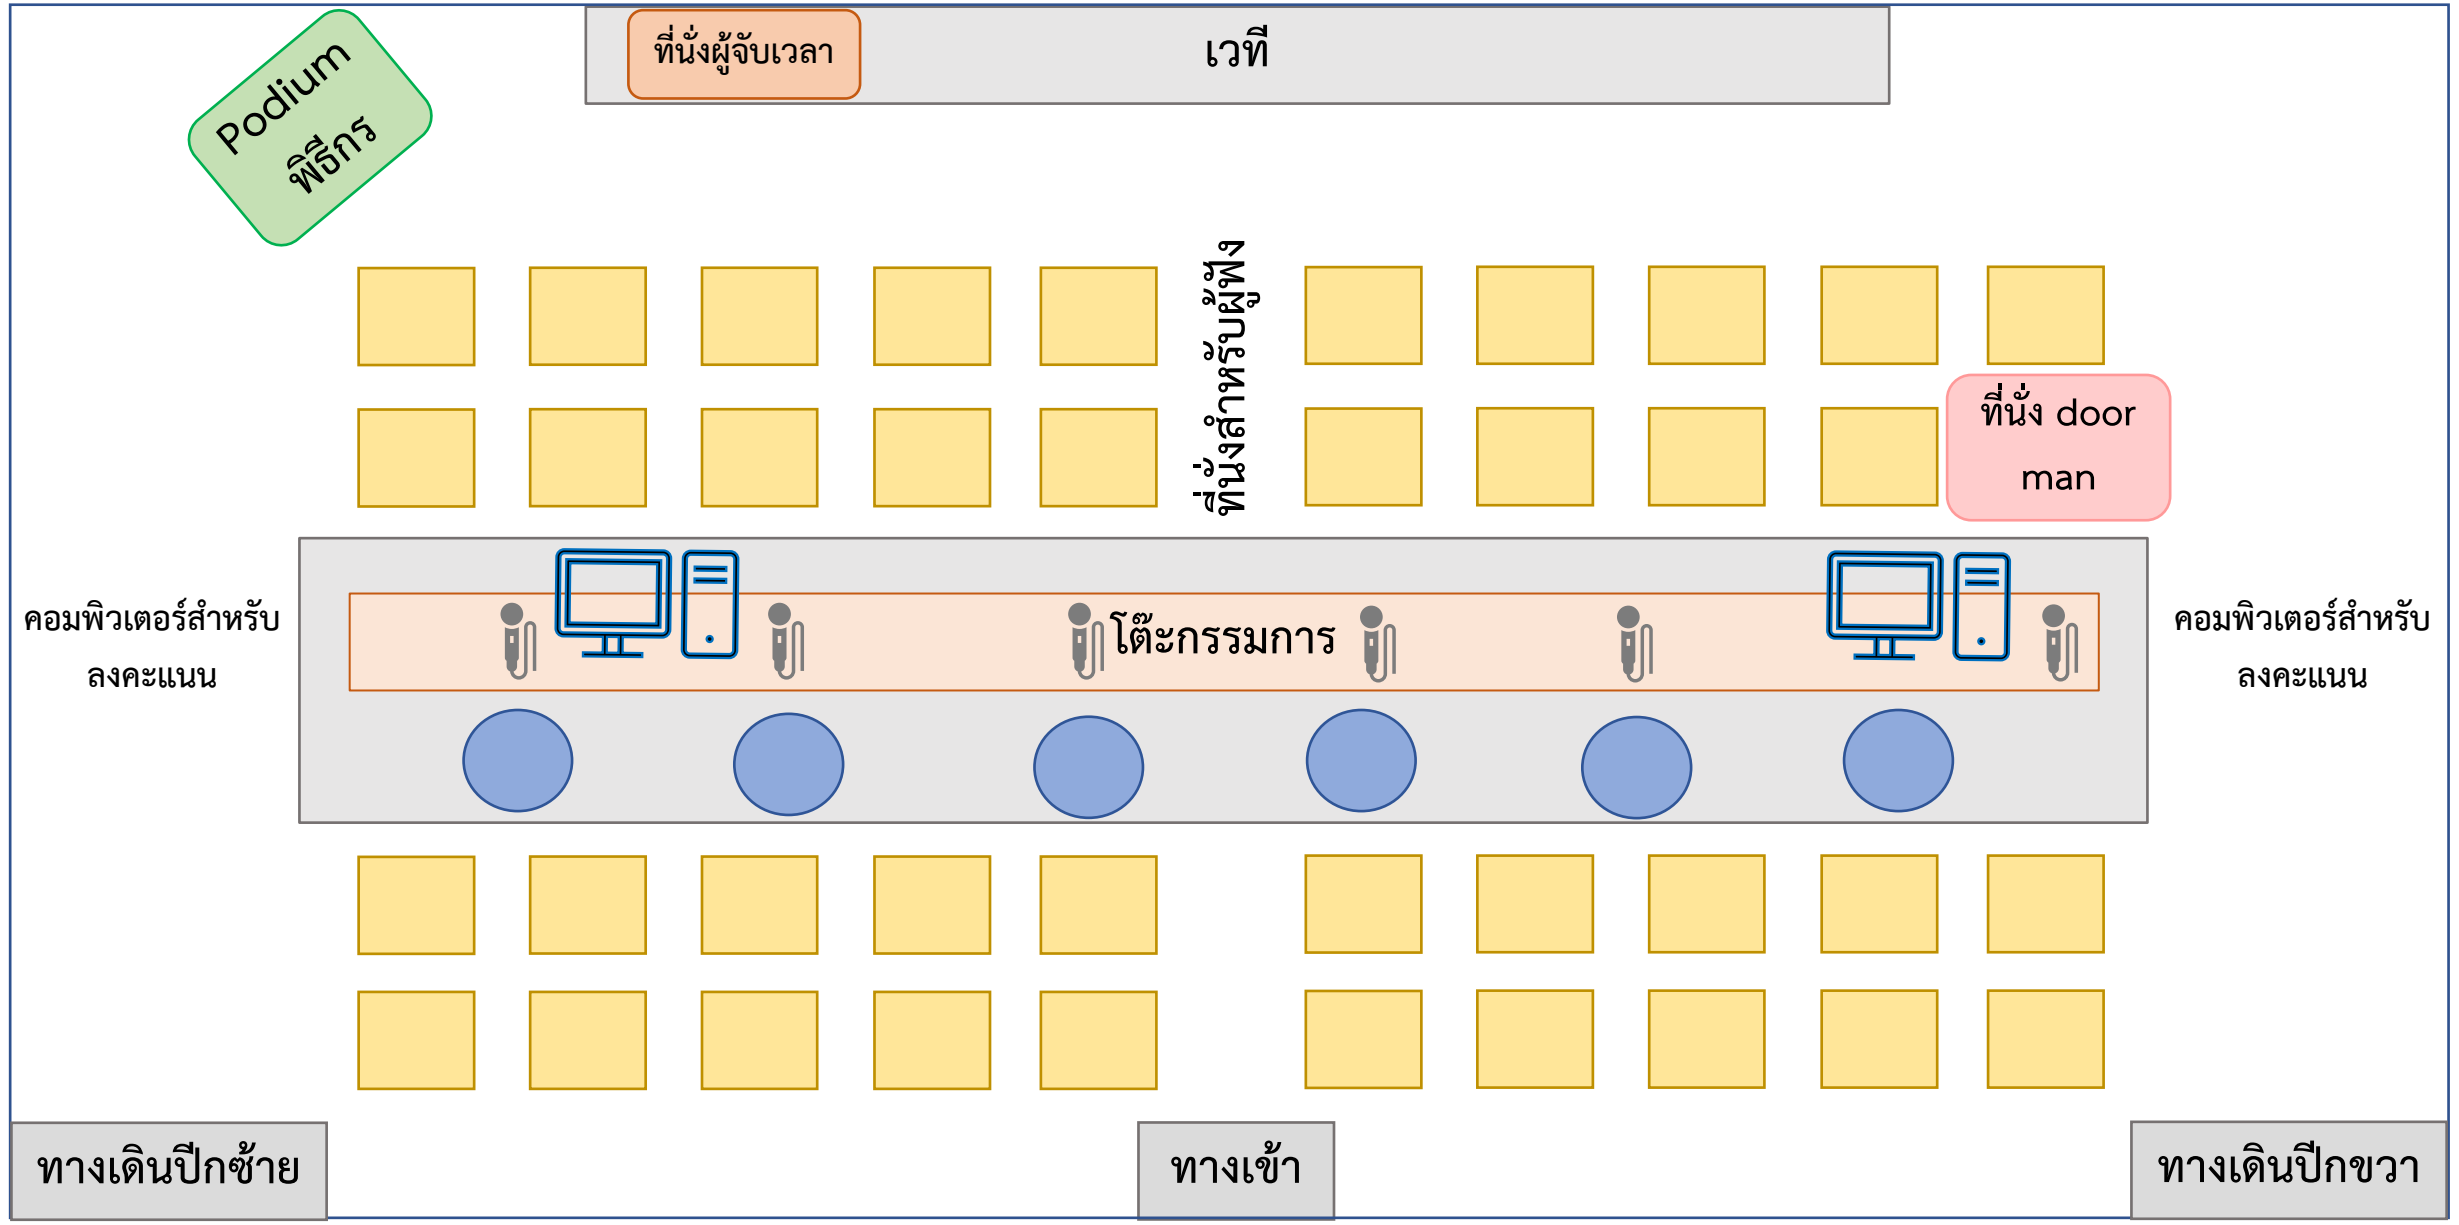 Podium
พิธีกร
ที่นั่งผู้จับเวลา
เวที
ที่นั่งสำหรับผู้ฟัง
ที่นั่ง door
man
คอมพิวเตอร์สำหรับ
ลงคะแนน
โต๊ะกรรมการ
คอมพิวเตอร์สำหรับ
ลงคะแนน
ทางเดินปีกซ้าย
ทางเข้า
ทางเดินปีกขวา